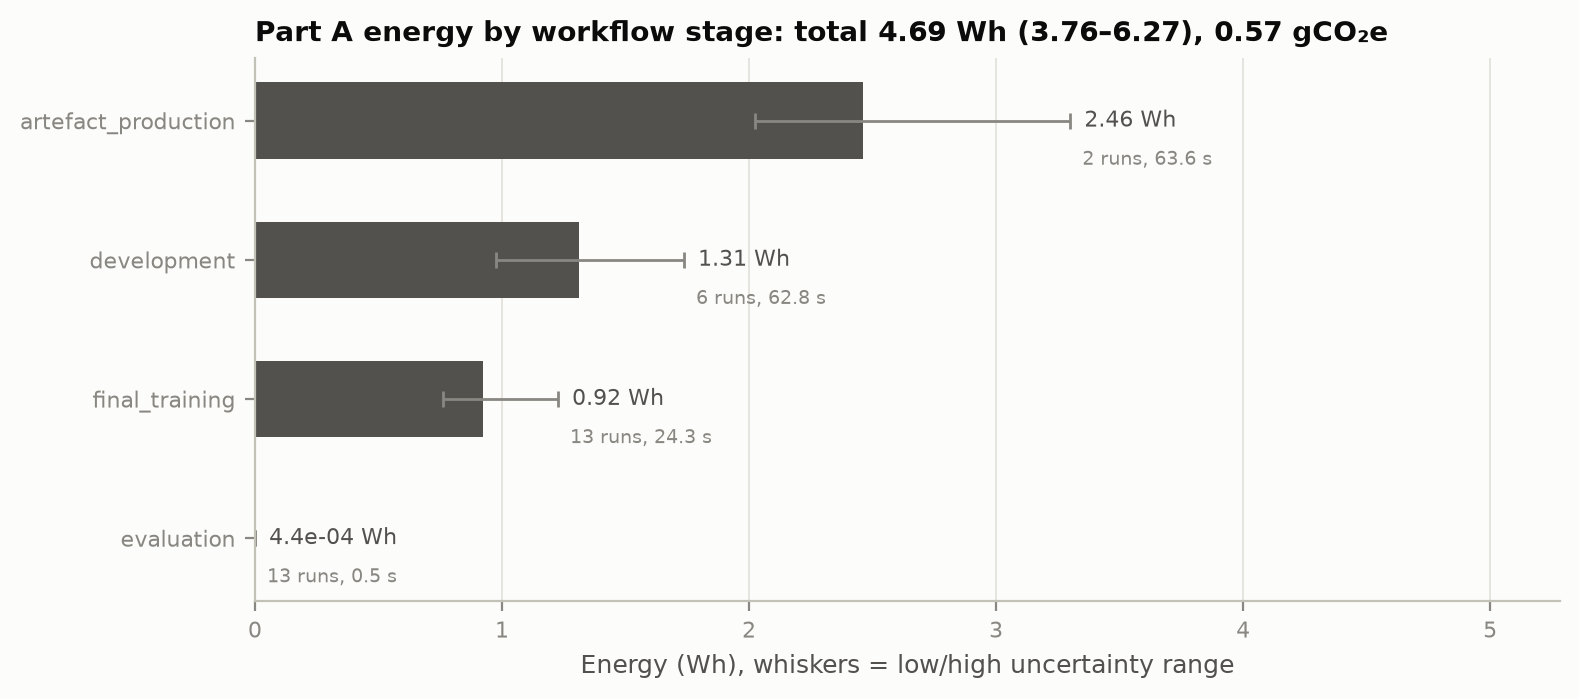 Part A energy by workflow stage: total 4.69 Wh (3.76–6.27), 0.57 gCO₂e
artefact_production
2.46 Wh
2 runs, 63.6 s
development
1.31 Wh
6 runs, 62.8 s
final_training
0.92 Wh
13 runs, 24.3 s
evaluation
4.4e-04 Wh
13 runs, 0.5 s
0 1 2 3 4 5
Energy (Wh), whiskers = low/high uncertainty range